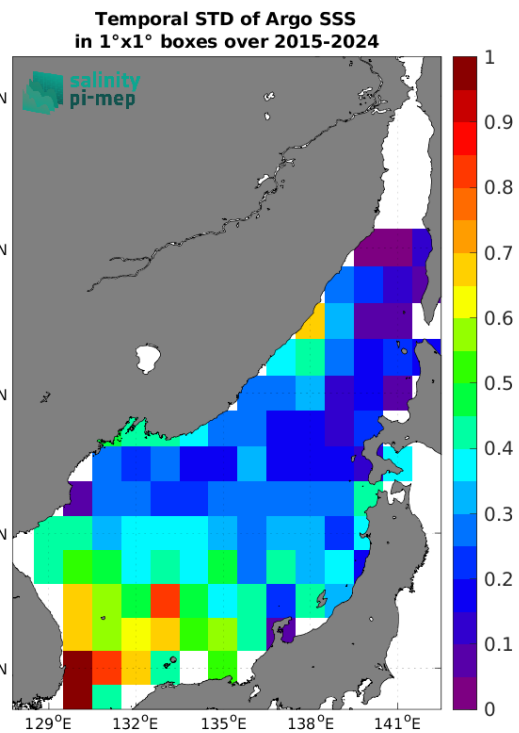 Temporal STD of Argo SSS
in 1°x1° boxes over 2015-2024
salinity
pi-mep
N
N
N
N
N
1
0.9
0.8
0.7
0.6
0.5
0.4
0.3
0.2
0.1
0
129°E 132°E 135°E 138°E 141°E